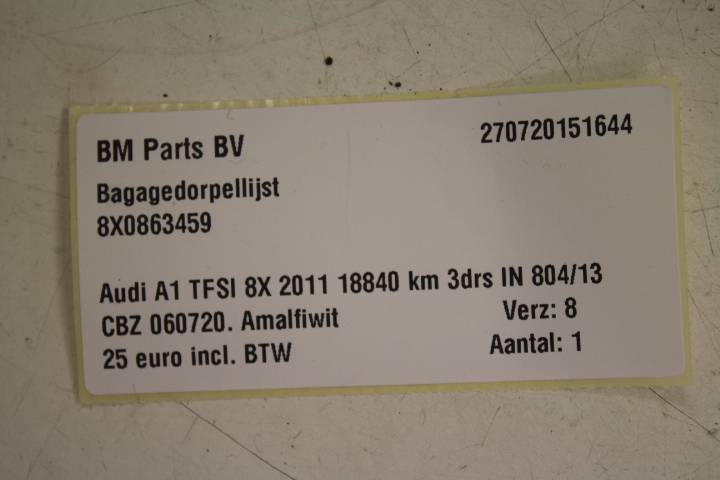 BM Parts BV 270720151644
Bagagedorpellijst
8X0863459
Audi A1 TFSI 8X 2011 18840 km 3drs IN 804/13
CBZ 060720. Amalfiwit Verz: 8
25 euro incl. BTW Aantal: 1